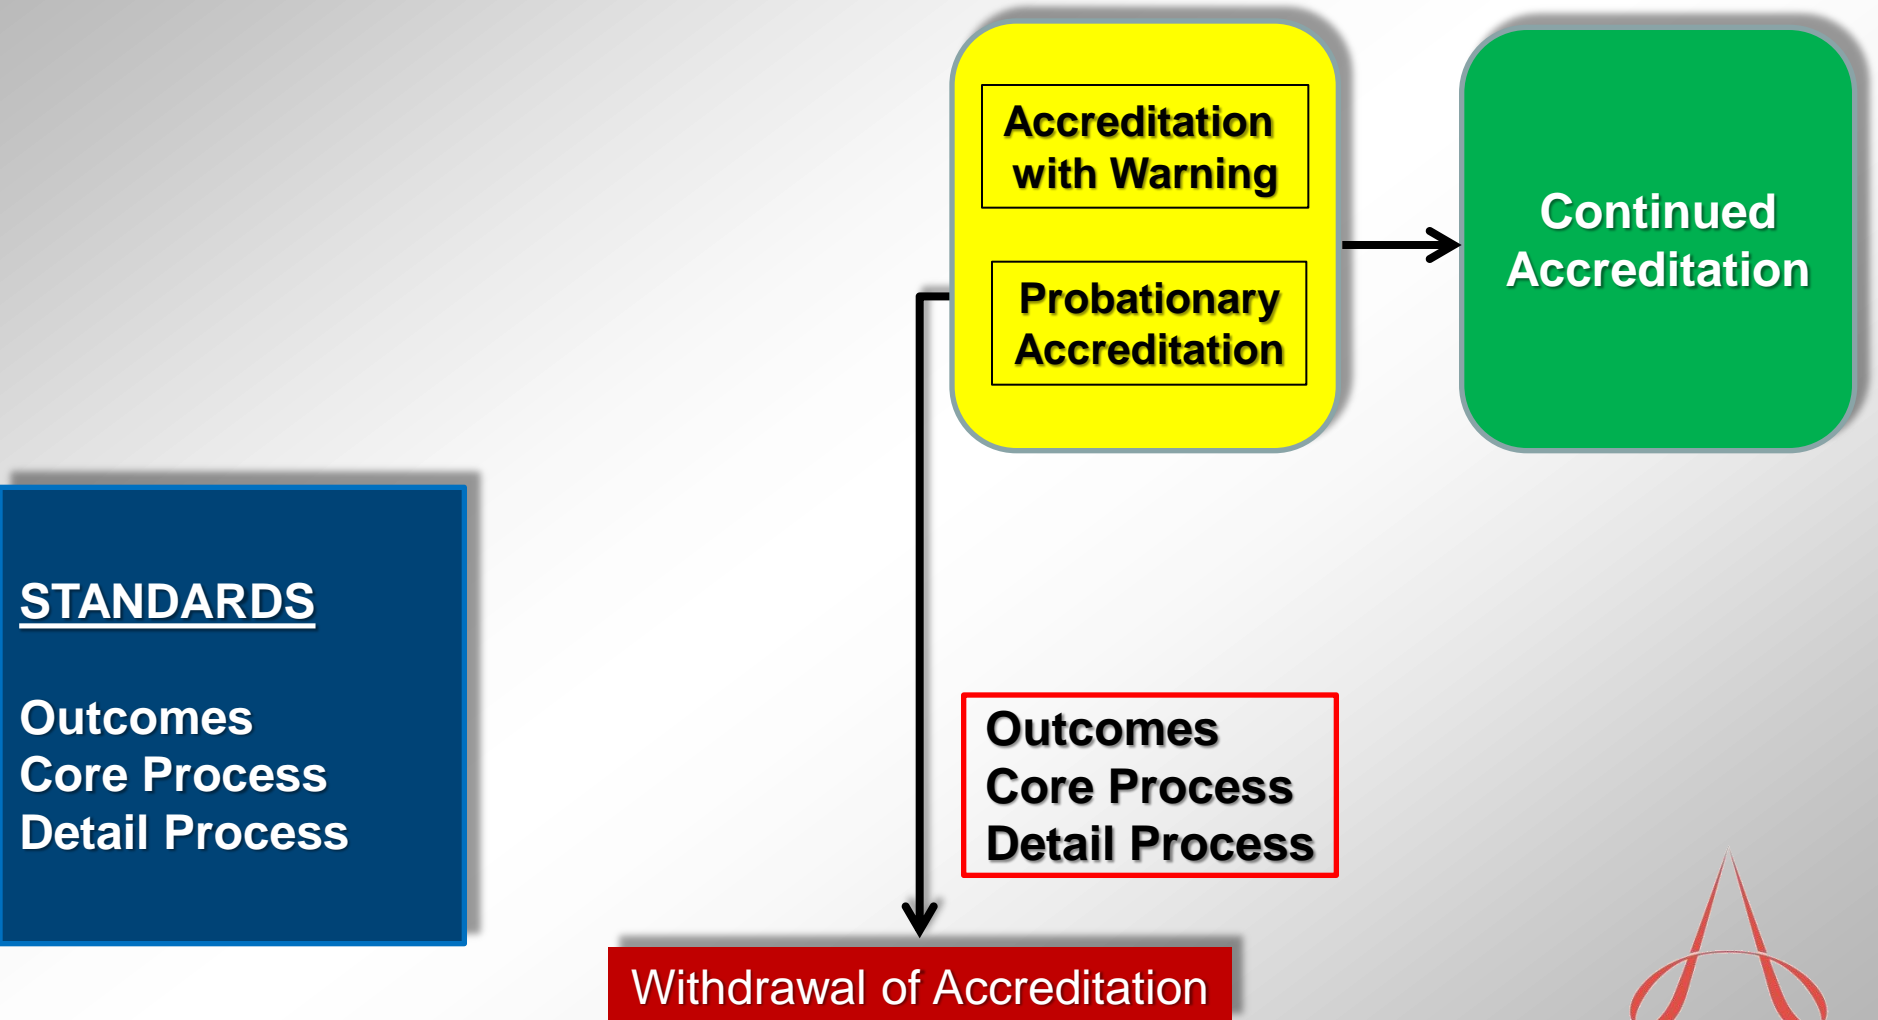 Accreditation
with Warning
Probationary
Accreditation
Continued
Accreditation
STANDARDS
Outcomes
Core Process
Detail Process
Outcomes
Core Process
Detail Process
Withdrawal of Accreditation